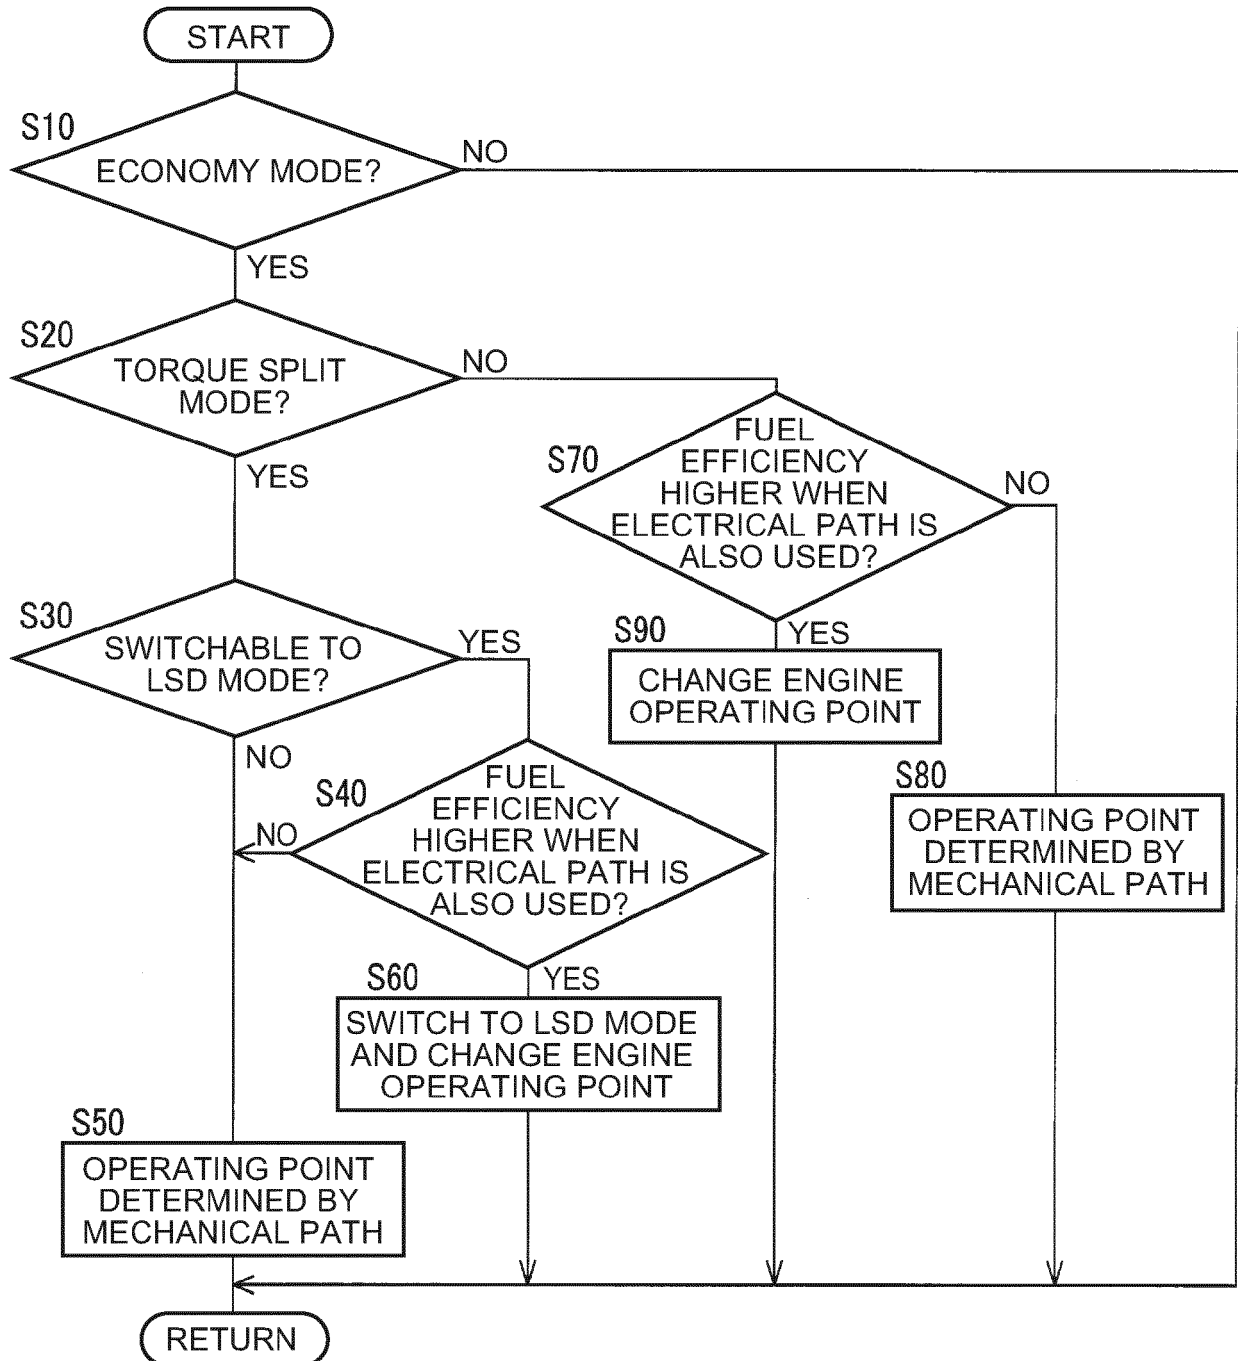 START
S10
ECONOMY MODE?
NO
YES
S20
TORQUE SPLIT
MODE?
NO
YES
S70
FUEL
EFFICIENCY
HIGHER WHEN
ELECTRICAL PATH IS
ALSO USED?
NO
YES
S30
SWITCHABLE TO
LSD MODE?
YES
NO
S90
CHANGE ENGINE
OPERATING POINT
S40
FUEL
EFFICIENCY
HIGHER WHEN
ELECTRICAL PATH IS
ALSO USED?
NO
YES
S80
OPERATING POINT
DETERMINED BY
MECHANICAL PATH
S60
SWITCH TO LSD MODE
AND CHANGE ENGINE
OPERATING POINT
S50
OPERATING POINT
DETERMINED BY
MECHANICAL PATH
RETURN